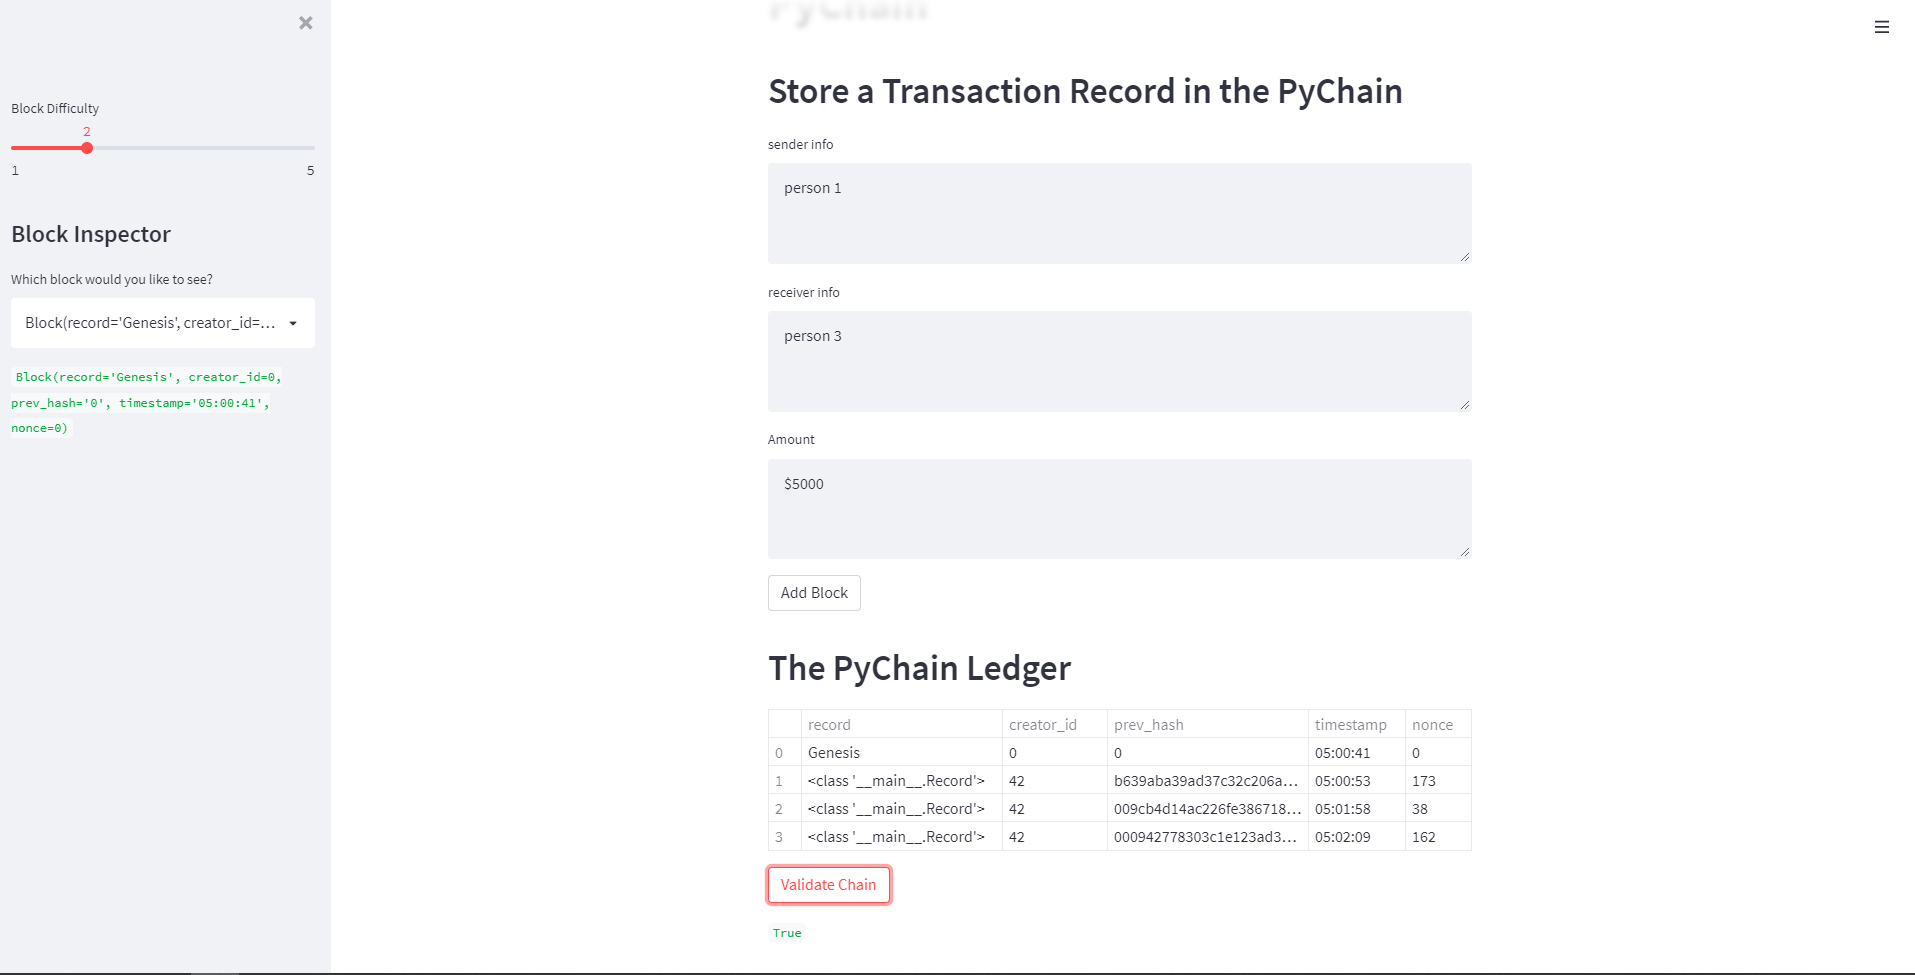 Block Difficulty
2
1 5
Block Inspector
Which block would you like to see?
Block(record='Genesis', creator_id=...
Block(record='Genesis', creator_id=0,
prev_hash='0', timestamp='05:00:41',
nonce=0)
PyChain
Store a Transaction Record in the PyChain
sender info
person 1
receiver info
person 3
Amount
$5000
Add Block
The PyChain Ledger
record creator_id prev_hash timestamp nonce
0 Genesis 0 0 05:00:41 0
1 <class '__main__.Record'> 42 b639aba39ad37c32c206a... 05:00:53 173
2 <class '__main__.Record'> 42 009cb4d14ac226fe386718... 05:01:58 38
3 <class '__main__.Record'> 42 000942778303c1e123ad3... 05:02:09 162
Validate Chain
True